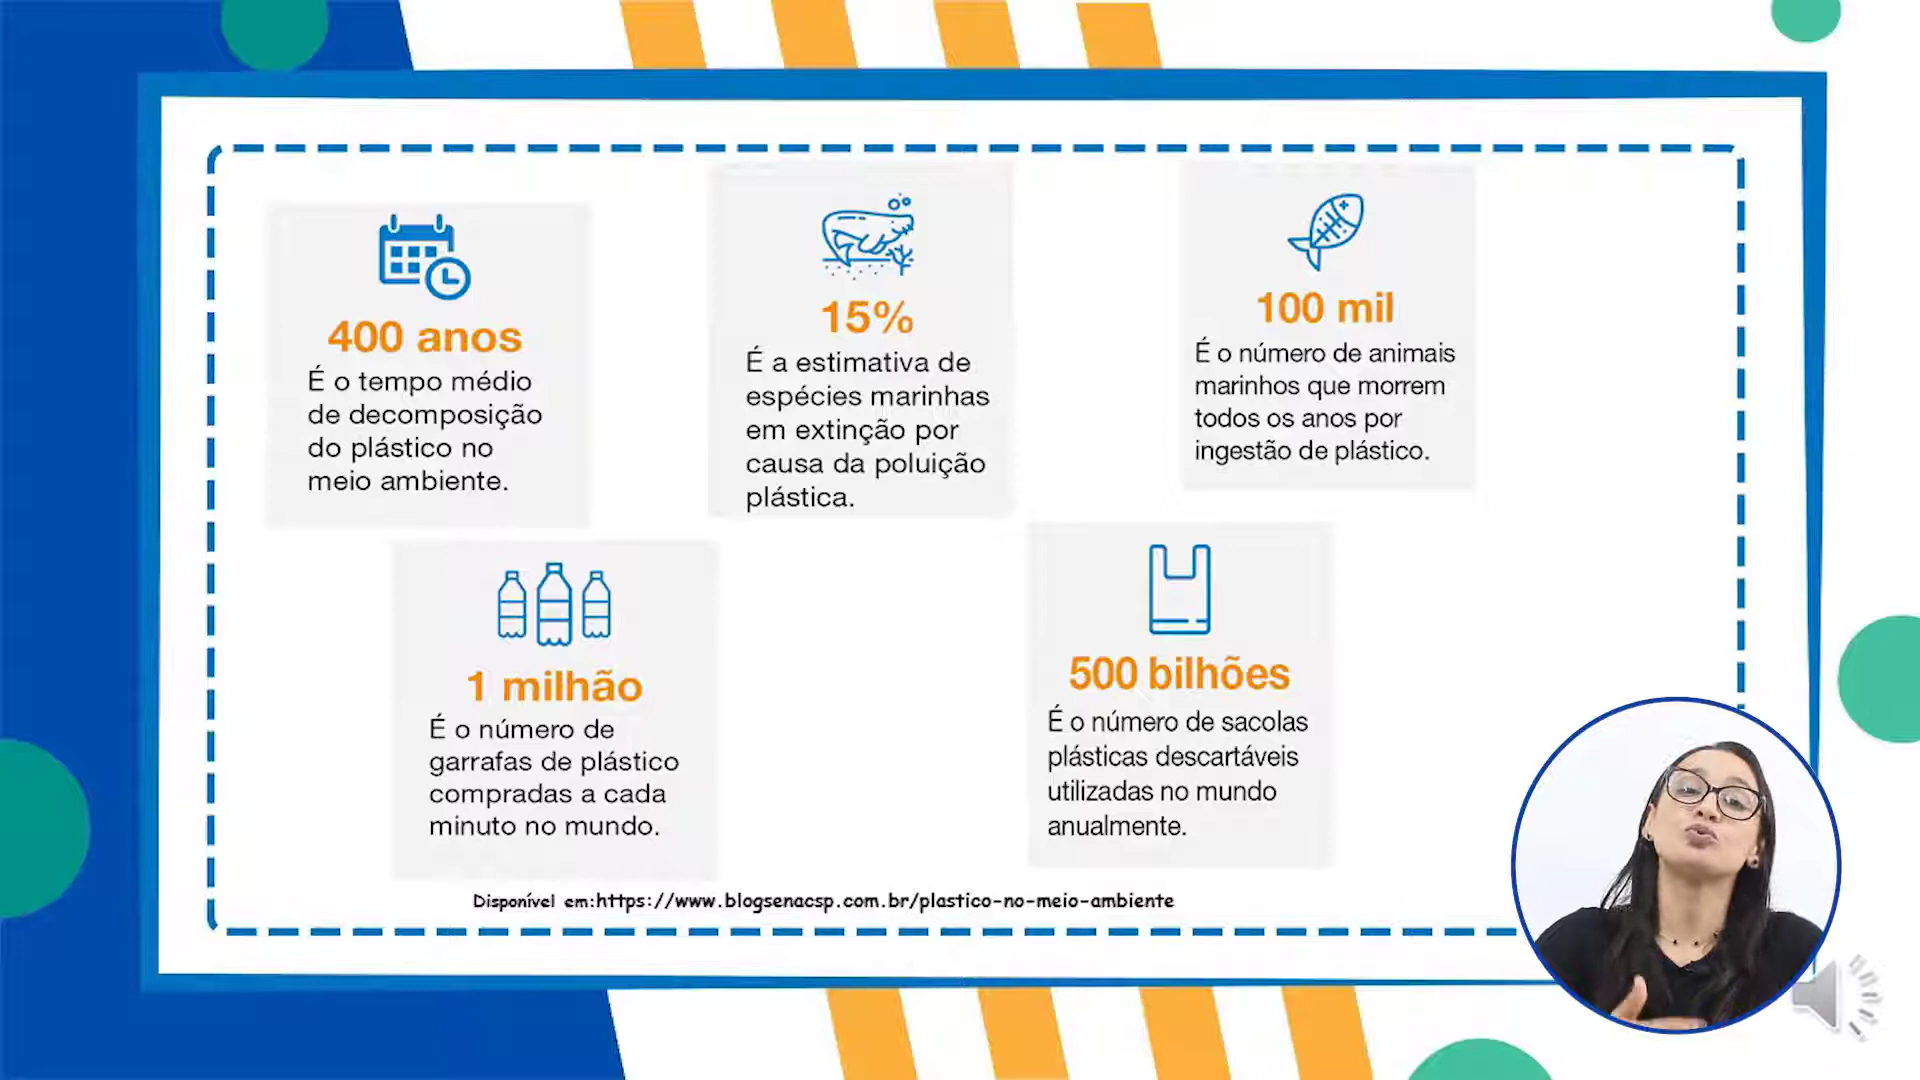 400 anos
É o tempo médio
de decomposição
do plástico no
meio ambiente.
15%
É a estimativa de
espécies marinhas
em extinção por
causa da poluição
plástica.
100 mil
É o número de animais
marinhos que morrem
todos os anos por
ingestão de plástico.
1 milhão
É o número de
garrafas de plástico
compradas a cada
minuto no mundo.
500 bilhões
É o número de sacolas
plásticas descartáveis
utilizadas no mundo
anualmente.
Disponível em:https://www.blogsenacsp.com.br/plastico-no-meio-ambiente